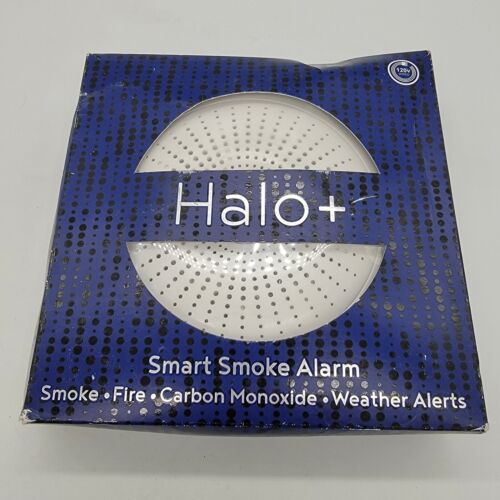 120v
Halo+
Smart Smoke Alarm
Smoke • Fire • Carbon Monoxide • Weather Alerts